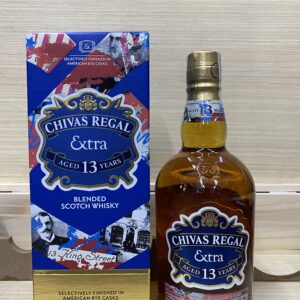 &
SELECTIVELY FINISHED IN
AMERICAN RYE CASKS
CHIVAS REGAL
Extra
AGED 13 YEARS
BLENDED
SCOTCH WHISKY
13 King Street
SELECTIVELY FINISHED IN
AMERICAN RYE CASKS
13
CHIVAS REGAL
Extra
AGED 13 YEARS